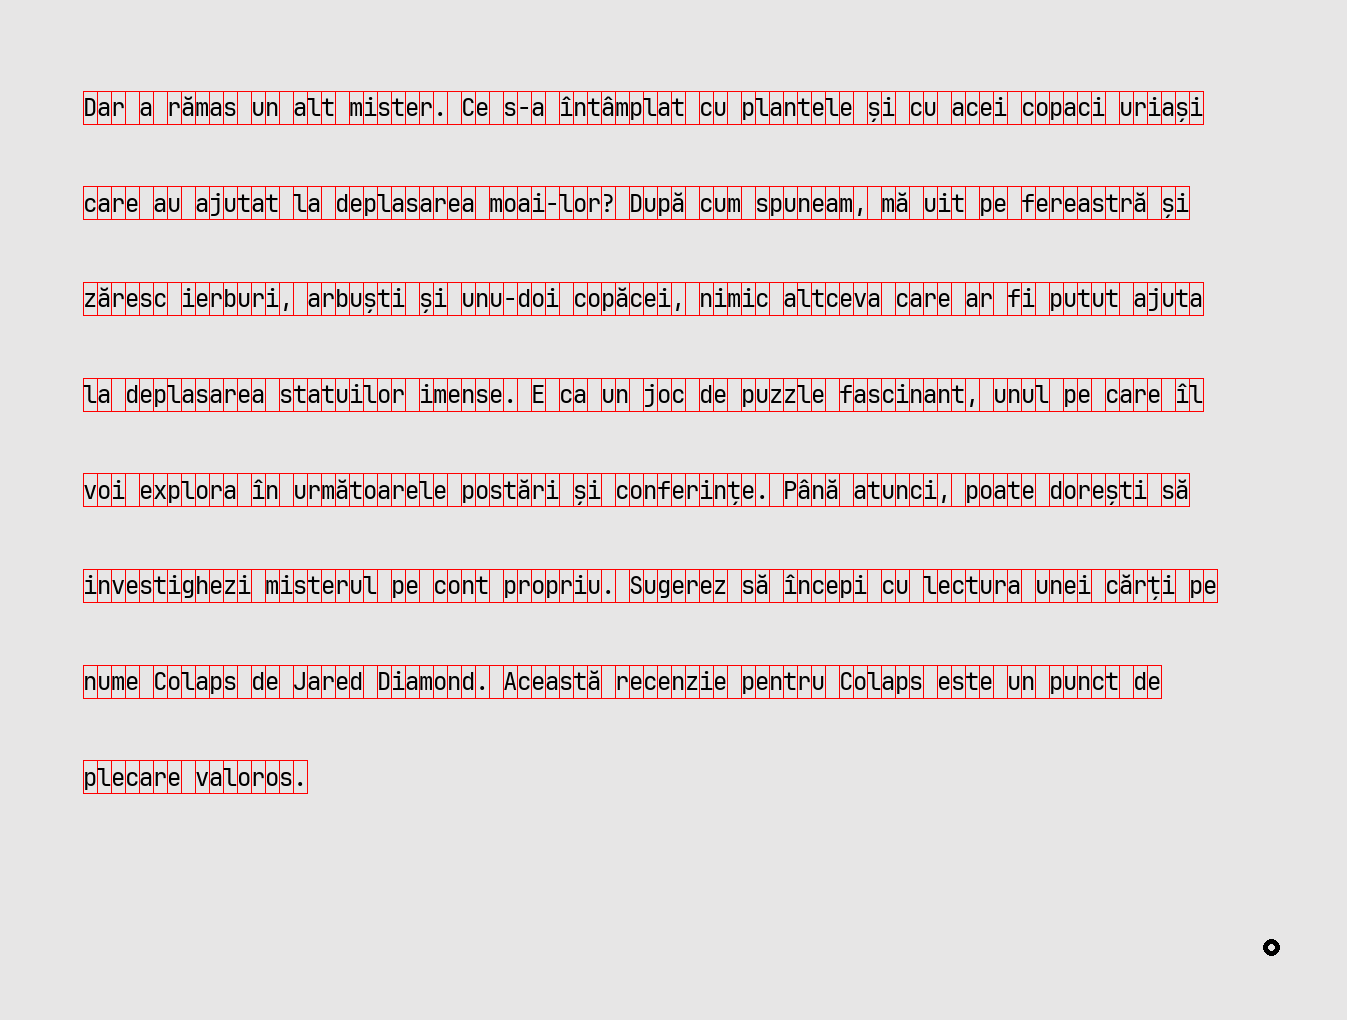 Dar a rămas un alt mister. Ce s-a întâmplat cu plantele și cu acei copaci uriași
care au ajutat la deplasarea moai-lor? După cum spuneam, mă uit pe fereastră și
zăresc ierburi, arbuști și unu-doi copăcei, nimic altceva care ar fi putut ajuta
la deplasarea statuilor imense. E ca un joc de puzzle fascinant, unul pe care îl
voi explora în următoarele postări și conferințe. Până atunci, poate dorești să
investighezi misterul pe cont propriu. Sugerez să începi cu lectura unei cărți pe
nume Colaps de Jared Diamond. Această recenzie pentru Colaps este un punct de
plecare valoros.